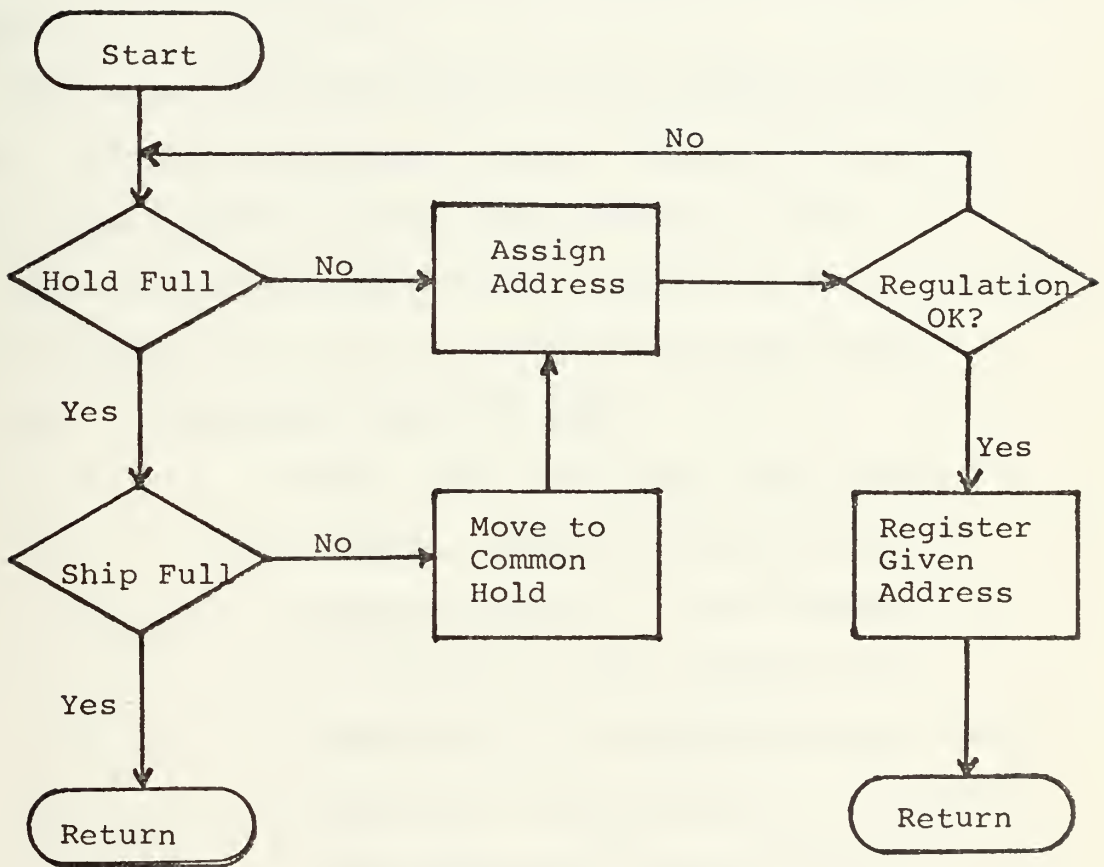 Start
No
Hold Full
No
Assign
Address
Regulation
OK?
Yes
Yes
Ship Full
No
Move to
Common
Hold
Register
Given
Address
Yes
Return
Return